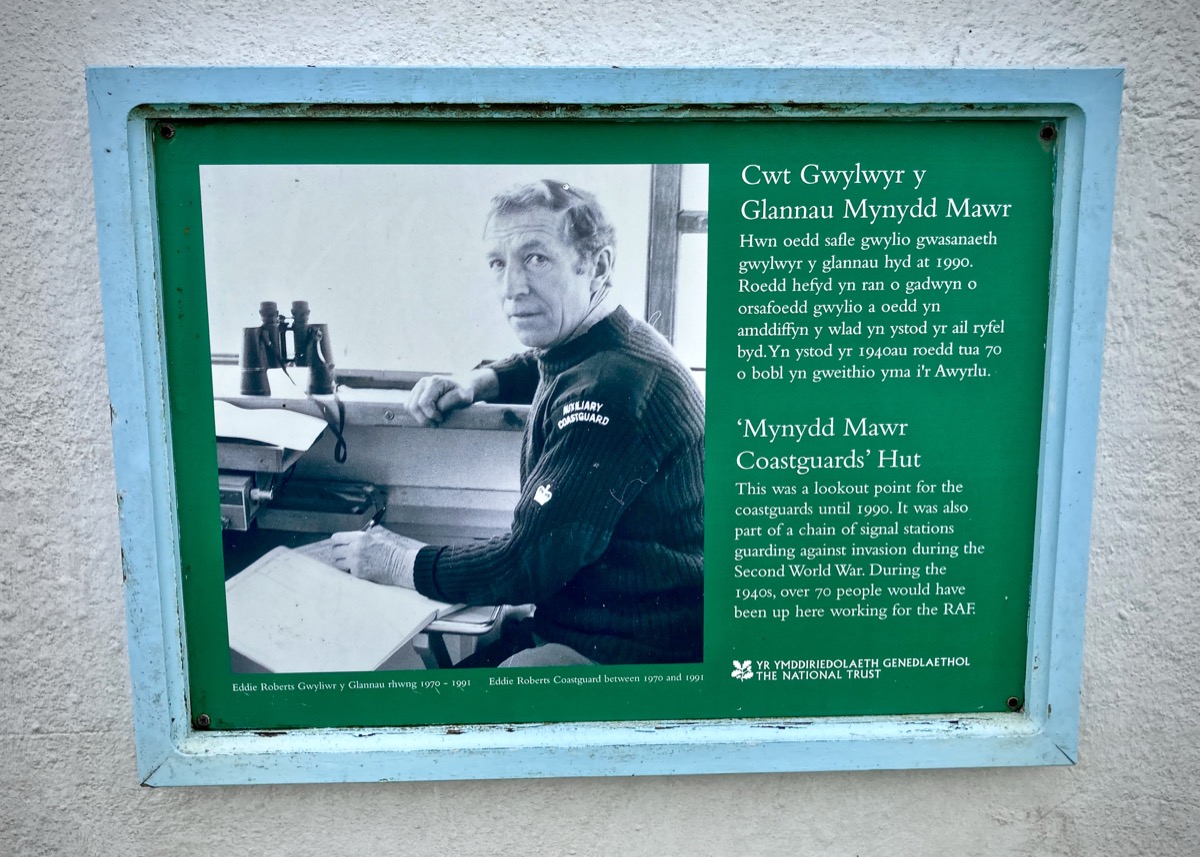 Cwt Gwylwyr y
Glannau Mynydd Mawr
Hwn oedd safle gwylio gwasanaeth
gwylwyr y glannau hyd at 1990.
Roedd hefyd yn ran o gadwyn o
orsafoedd gwylio a oedd yn
amddiffyn y wlad yn ystod yr ail ryfel
byd. Yn ystod yr 1940au roedd tua 70
o bobl yn gweithio yma i'r Awyrlu.
‘Mynydd Mawr
Coastguards’ Hut
This was a lookout point for the
coastguards until 1990. It was also
part of a chain of signal stations
guarding against invasion during the
Second World War. During the
1940s, over 70 people would have
been up here working for the RAF.
YR YMDDIRIEDOLAETH GENEDLAETHOL
THE NATIONAL TRUST
AUXILIARY
COASTGUARD
Eddie Roberts Gwyliwr y Glannau rhwng 1970 - 1991
Eddie Roberts Coastguard between 1970 and 1991